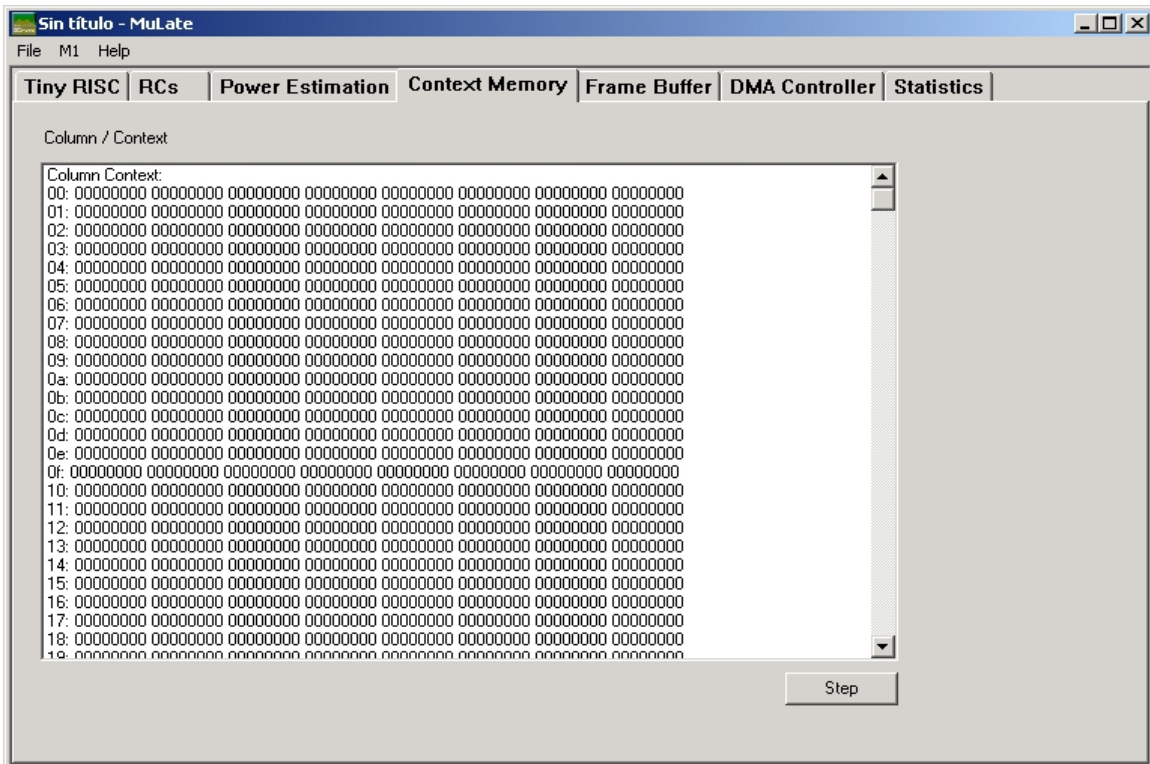 Sin título - MuLate
File M1 Help
Tiny RISC RCs Power Estimation Context Memory Frame Buffer DMA Controller Statistics
Column / Context
Column Context:
00: 00000000 00000000 00000000 00000000 00000000 00000000 00000000 00000000
01: 00000000 00000000 00000000 00000000 00000000 00000000 00000000 00000000
02: 00000000 00000000 00000000 00000000 00000000 00000000 00000000 00000000
03: 00000000 00000000 00000000 00000000 00000000 00000000 00000000 00000000
04: 00000000 00000000 00000000 00000000 00000000 00000000 00000000 00000000
05: 00000000 00000000 00000000 00000000 00000000 00000000 00000000 00000000
06: 00000000 00000000 00000000 00000000 00000000 00000000 00000000 00000000
07: 00000000 00000000 00000000 00000000 00000000 00000000 00000000 00000000
08: 00000000 00000000 00000000 00000000 00000000 00000000 00000000 00000000
09: 00000000 00000000 00000000 00000000 00000000 00000000 00000000 00000000
0a: 00000000 00000000 00000000 00000000 00000000 00000000 00000000 00000000
0b: 00000000 00000000 00000000 00000000 00000000 00000000 00000000 00000000
0c: 00000000 00000000 00000000 00000000 00000000 00000000 00000000 00000000
0d: 00000000 00000000 00000000 00000000 00000000 00000000 00000000 00000000
0e: 00000000 00000000 00000000 00000000 00000000 00000000 00000000 00000000
0f: 00000000 00000000 00000000 00000000 00000000 00000000 00000000 00000000
10: 00000000 00000000 00000000 00000000 00000000 00000000 00000000 00000000
11: 00000000 00000000 00000000 00000000 00000000 00000000 00000000 00000000
12: 00000000 00000000 00000000 00000000 00000000 00000000 00000000 00000000
13: 00000000 00000000 00000000 00000000 00000000 00000000 00000000 00000000
14: 00000000 00000000 00000000 00000000 00000000 00000000 00000000 00000000
15: 00000000 00000000 00000000 00000000 00000000 00000000 00000000 00000000
16: 00000000 00000000 00000000 00000000 00000000 00000000 00000000 00000000
17: 00000000 00000000 00000000 00000000 00000000 00000000 00000000 00000000
18: 00000000 00000000 00000000 00000000 00000000 00000000 00000000 00000000
19: 00000000 00000000 00000000 00000000 00000000 00000000 00000000 00000000
Step